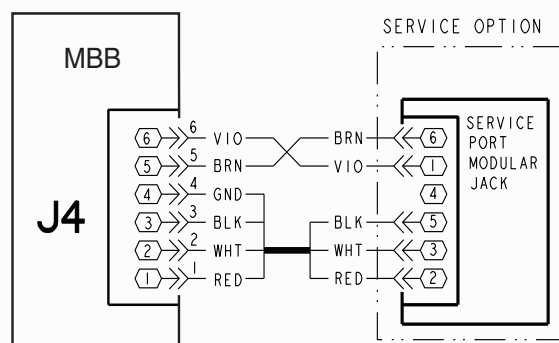 SERVICE OPTION
MBB
J4
6 6 VIO BRN 6 SERVICE
5 5 BRN VIO 1 PORT
4 4 GND 4 MODULAR
3 3 BLK BLK 5 JACK
2 2 WHT WHT 3
1 1 RED RED 2